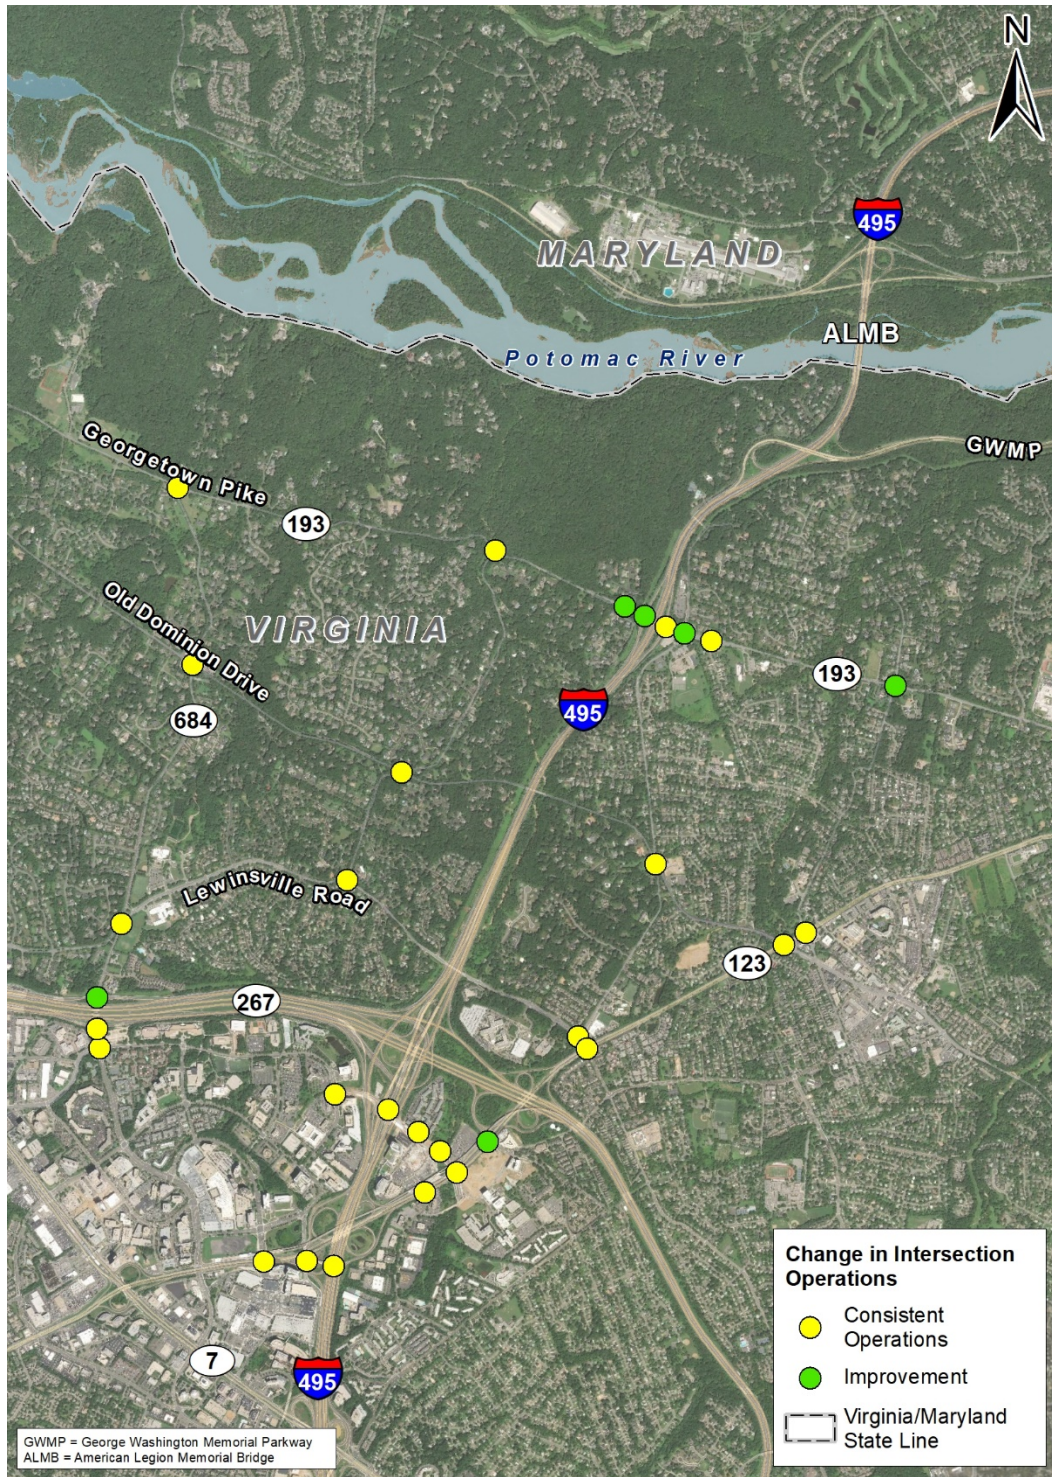 N
495
MARYLAND
ALMB
Potomac River
GWMP
Georgetown Pike
193
Old Dominion Drive
VIRGINIA
193
495
684
Lewinsville Road
123
267
7
495
Change in Intersection
Operations
Consistent
Operations
Improvement
Virginia/Maryland
State Line
GWMP = George Washington Memorial Parkway
ALMB = American Legion Memorial Bridge